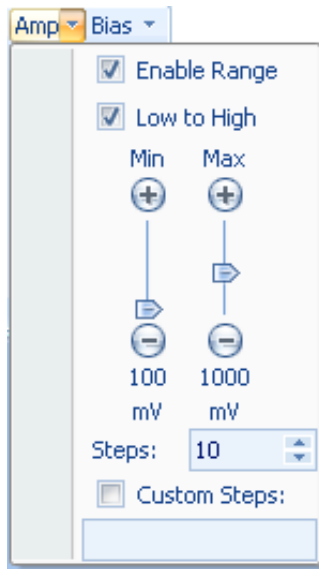 Amp Bias
Enable Range
Low to High
Min Max
100 1000
mV mV
Steps: 10
Custom Steps: